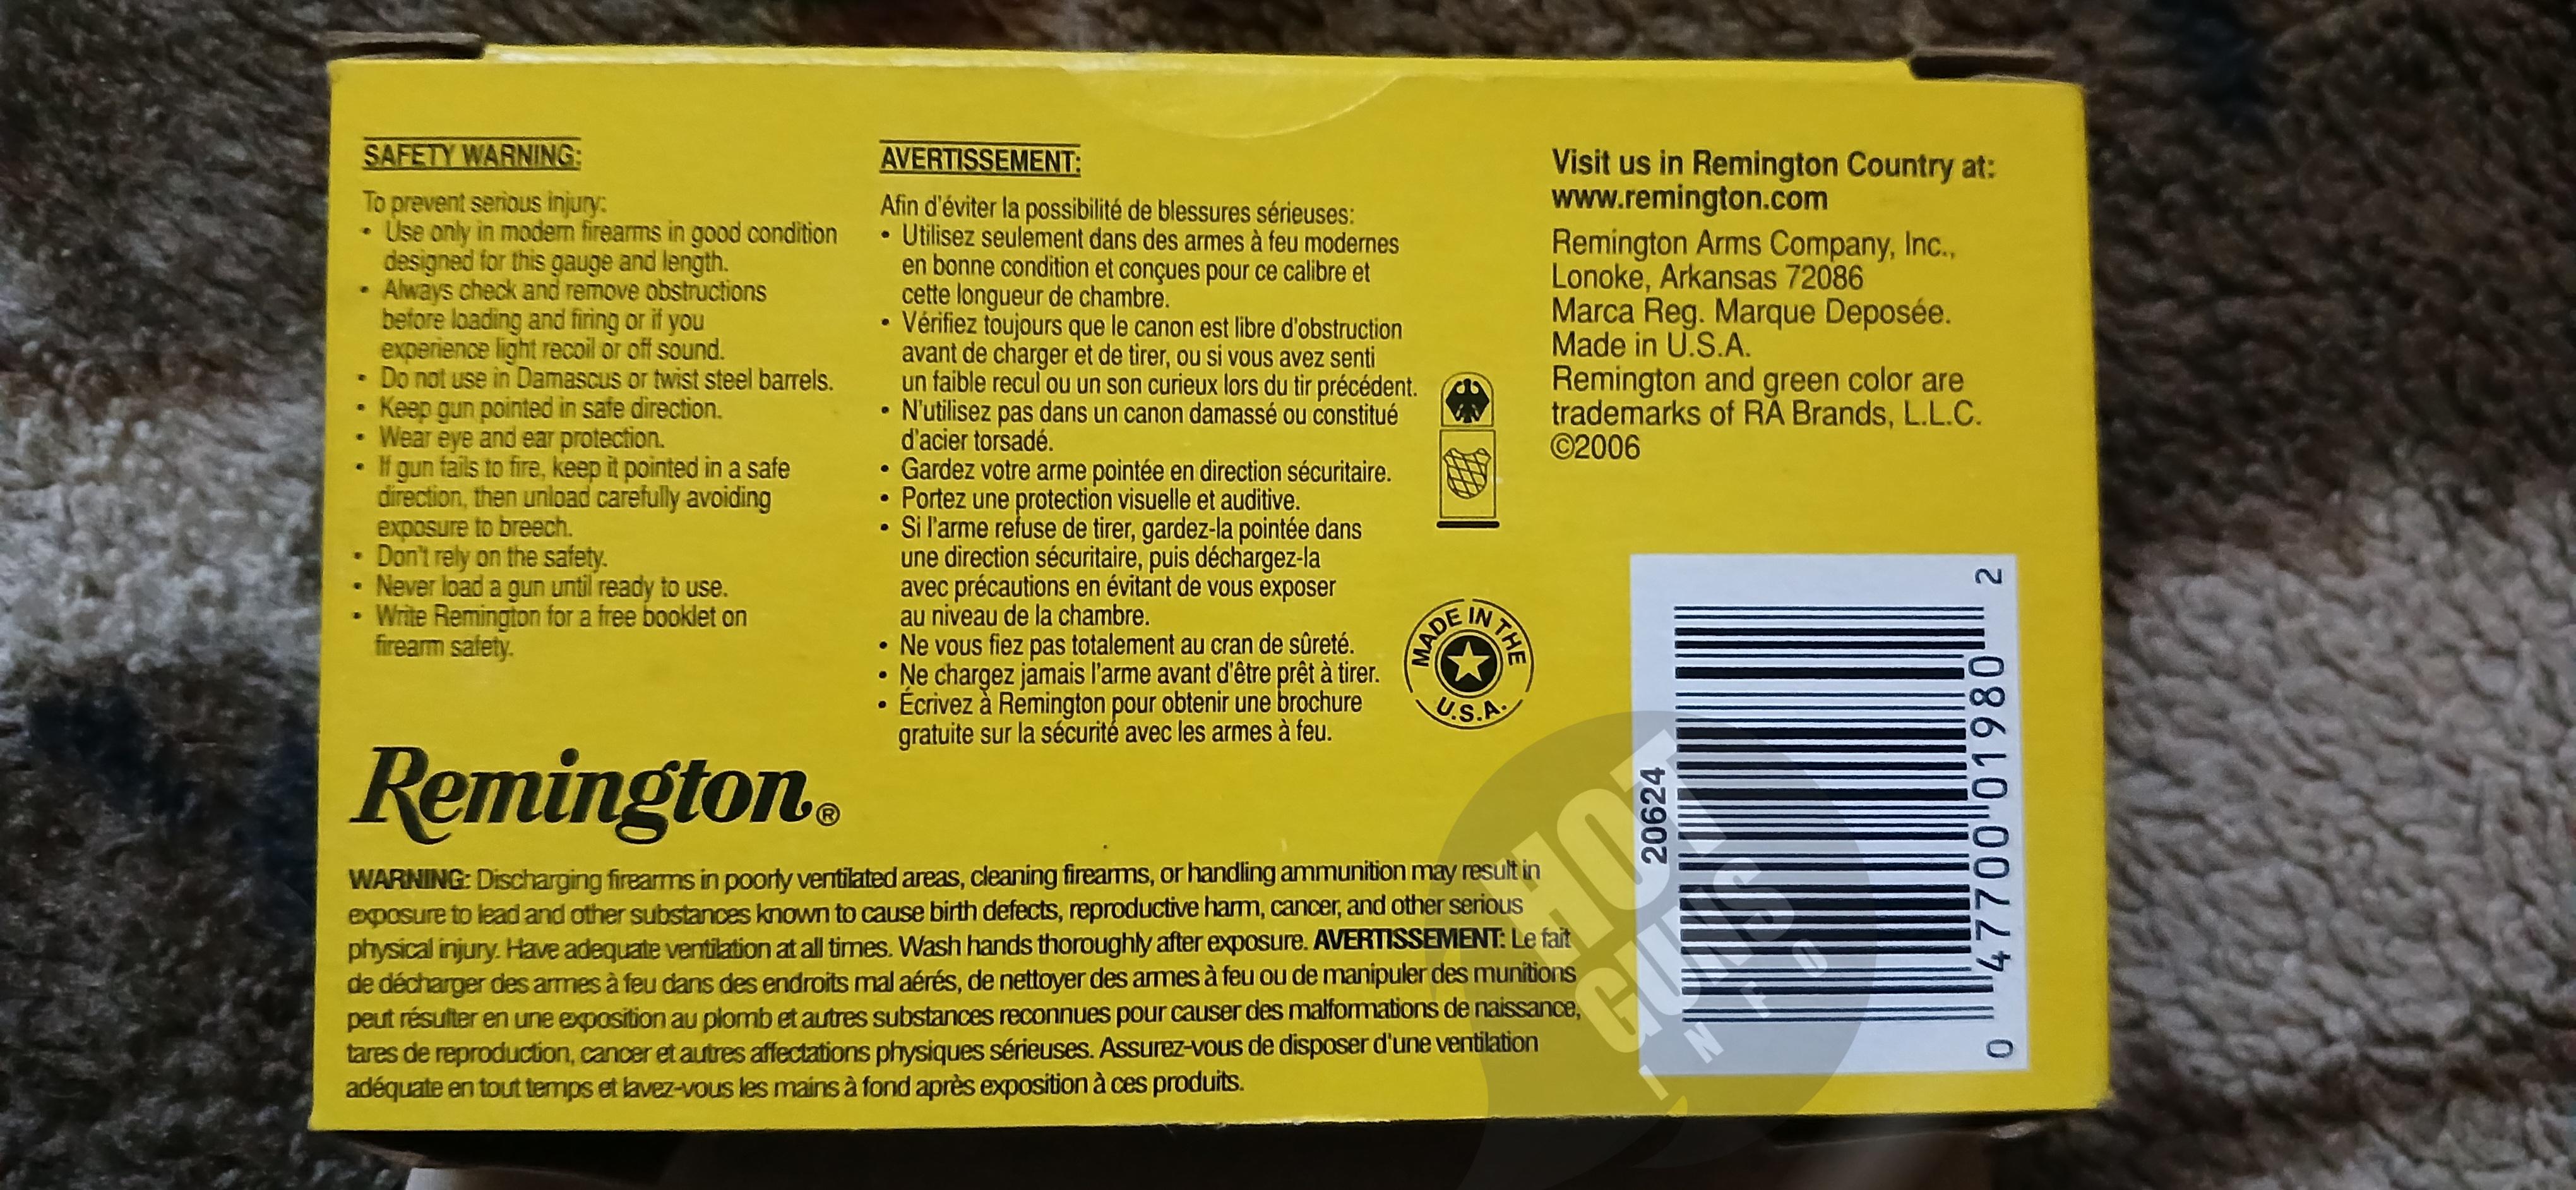 SAFETY WARNING:
To prevent serious injury:
• Use only in modern firearms in good condition
designed for this gauge and length.
• Always check and remove obstructions
before loading and firing or if you
experience light recoil or off sound.
• Do not use in Damascus or twist steel barrels.
• Keep gun pointed in safe direction.
• Wear eye and ear protection.
• If gun fails to fire, keep it pointed in a safe
direction, then unload carefully avoiding
exposure to breech.
• Don't rely on the safety.
• Never load a gun until ready to use.
• Write Remington for a free booklet on
firearm safety.
AVERTISSEMENT:
Afin d'éviter la possibilité de blessures sérieuses:
• Utilisez seulement dans des armes à feu modernes
en bonne condition et conçues pour ce calibre et
cette longueur de chambre.
• Vérifiez toujours que le canon est libre d'obstruction
avant de charger et de tirer, ou si vous avez senti
un faible recul ou un son curieux lors du tir précédent.
• N'utilisez pas dans un canon damassé ou constitué
d'acier torsadé.
• Gardez votre arme pointée en direction sécuritaire.
• Portez une protection visuelle et auditive.
• Si l'arme refuse de tirer, gardez-la pointée dans
une direction sécuritaire, puis déchargez-la
avec précautions en évitant de vous exposer
au niveau de la chambre.
• Ne vous fiez pas totalement au cran de sûreté.
• Ne chargez jamais l'arme avant d'être prêt à tirer.
• Écrivez à Remington pour obtenir une brochure
gratuite sur la sécurité avec les armes à feu.
MADE IN THE
U.S.A.
Visit us in Remington Country at:
www.remington.com
Remington Arms Company, Inc.,
Lonoke, Arkansas 72086
Marca Reg. Marque Deposée.
Made in U.S.A.
Remington and green color are
trademarks of RA Brands, L.L.C.
©2006
20624
0 47700 01980 2
Remington®
WARNING: Discharging firearms in poorly ventilated areas, cleaning firearms, or handling ammunition may result in
exposure to lead and other substances known to cause birth defects, reproductive harm, cancer, and other serious
physical injury. Have adequate ventilation at all times. Wash hands thoroughly after exposure. AVERTISSEMENT: Le fait
de décharger des armes à feu dans des endroits mal aérés, de nettoyer des armes à feu ou de manipuler des munitions
peut résulter en une exposition au plomb et autres substances reconnues pour causer des malformations de naissance,
tares de reproduction, cancer et autres affectations physiques sérieuses. Assurez-vous de disposer d'une ventilation
adéquate en tout temps et lavez-vous les mains à fond après exposition à ces produits.
HOT
GUNS
INFO